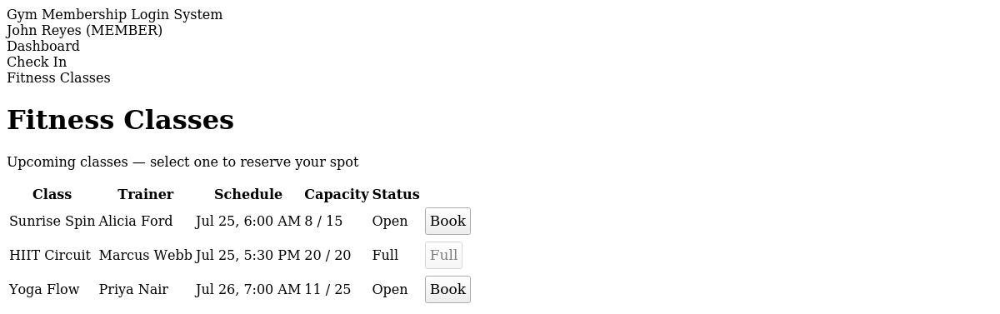 Gym Membership Login System
John Reyes (MEMBER)
Dashboard
Check In
Fitness Classes
Fitness Classes
Upcoming classes — select one to reserve your spot
Class Trainer Schedule Capacity Status
Sunrise Spin Alicia Ford Jul 25, 6:00 AM 8 / 15 Open Book
HIIT Circuit Marcus Webb Jul 25, 5:30 PM 20 / 20 Full Full
Yoga Flow Priya Nair Jul 26, 7:00 AM 11 / 25 Open Book